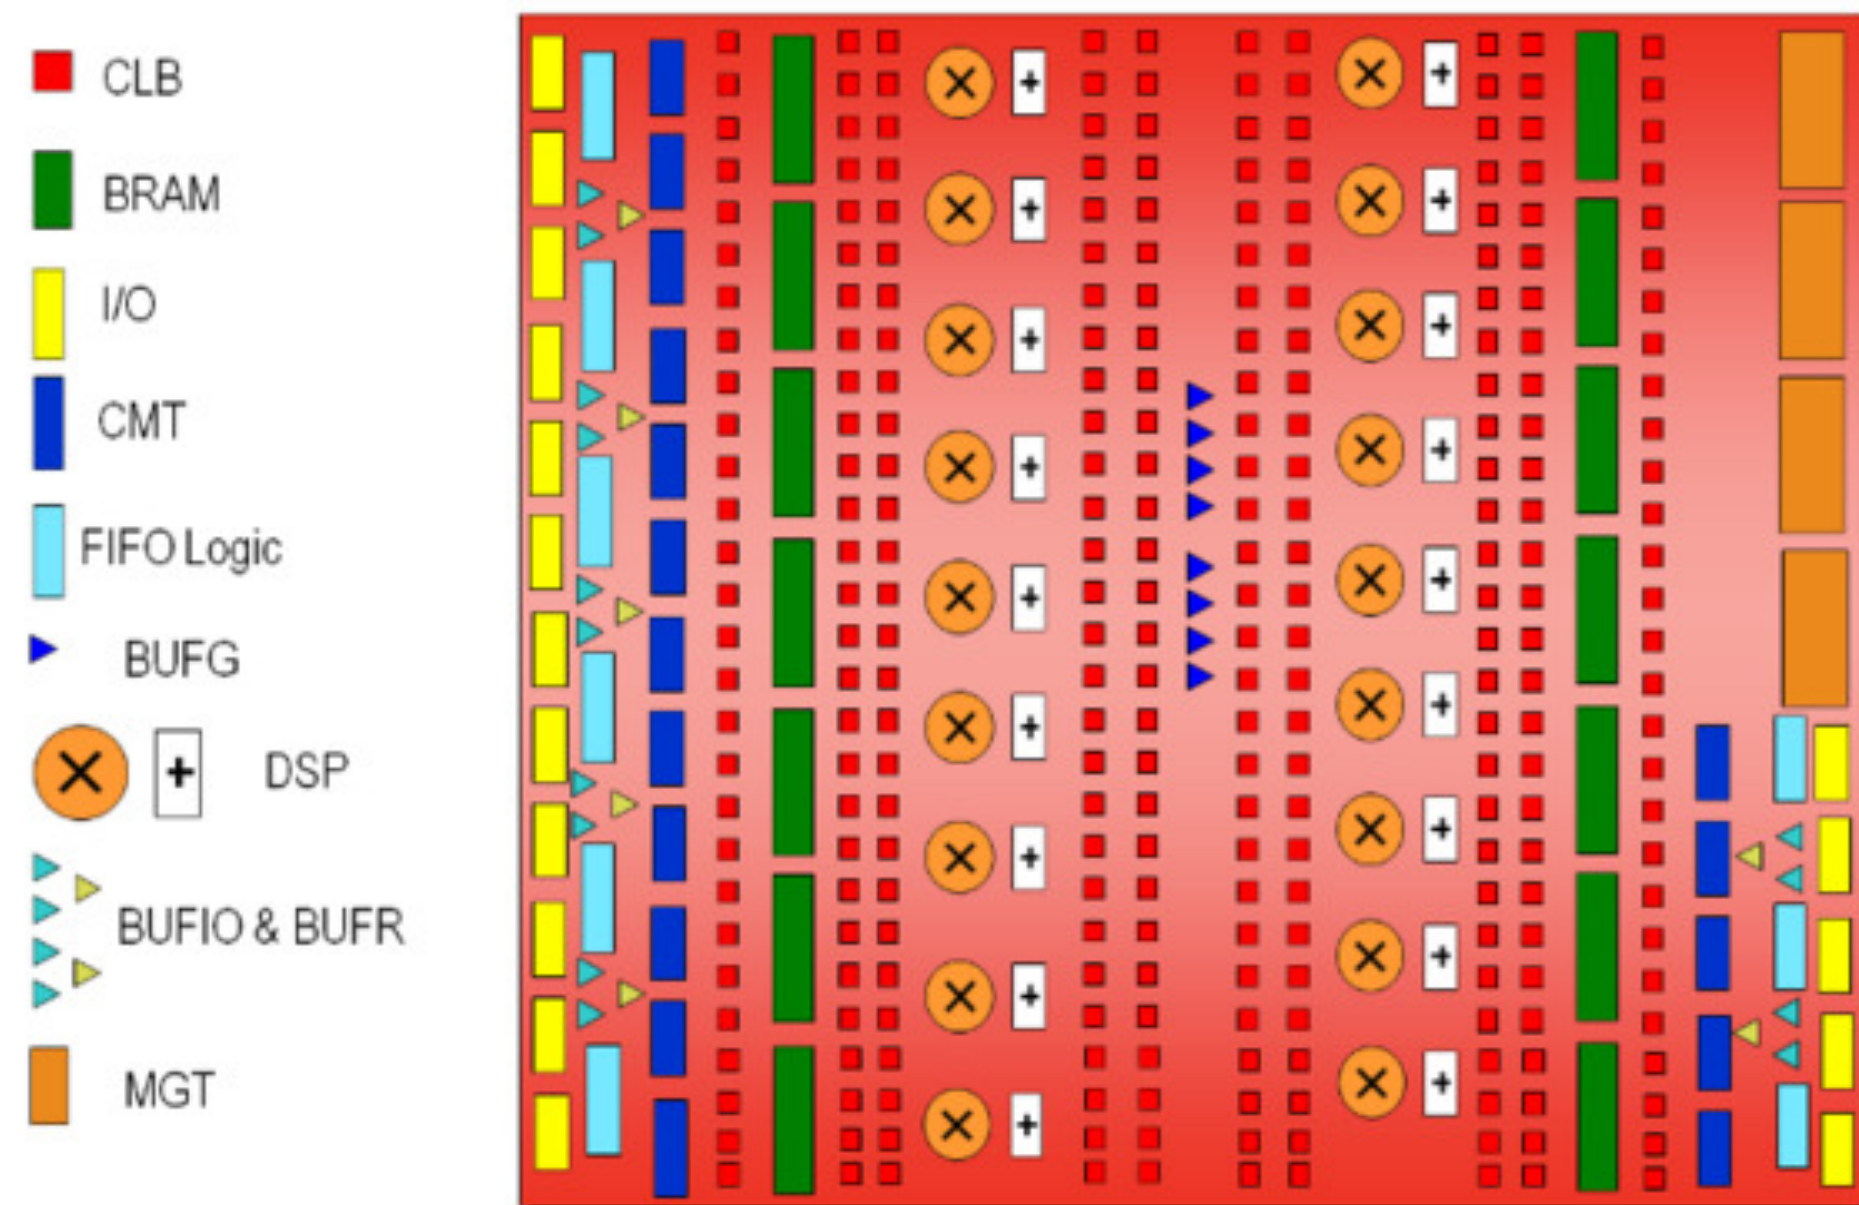 CLB
BRAM
I/O
CMT
FIFO Logic
BUFG
DSP
BUFIO & BUFR
MGT